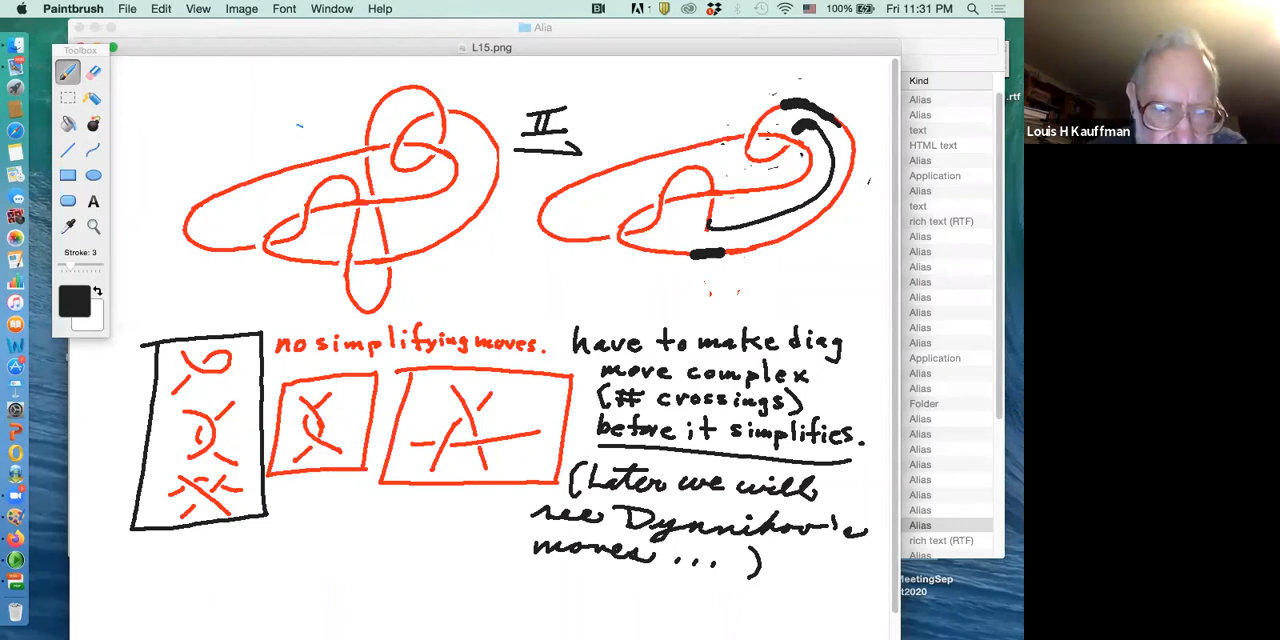 Paintbrush File Edit View Image Font Window Help
100% Fri 11:31 PM
Alia
L15.png
Toolbox
Stroke: 3
Kind
Alias
Alias
text
HTML text
Alias
Application
Alias
text
rich text (RTF)
Alias
Alias
Alias
Alias
Alias
Alias
Alias
Alias
Application
Alias
Alias
Folder
Alias
Alias
Alias
Alias
Alias
Alias
Alias
Alias
rich text (RTF)
Alias
.rtf
Louis H Kauffman
II
no simplifying moves.
have to make diag
move complex
(# crossings)
before it simplifies.
(Later we will
see Dynnikov's
moves ... )
MeetingSep
t2020